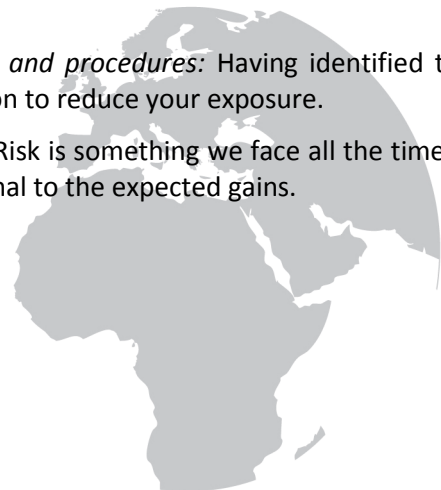 and procedures: Having identified t
on to reduce your exposure.
Risk is something we face all the time
nal to the expected gains.